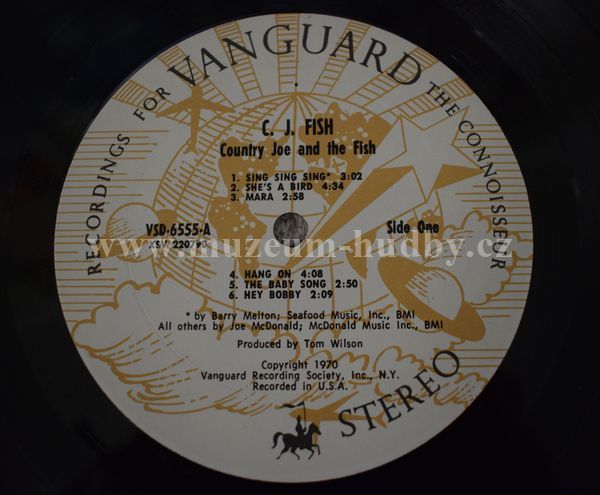 RECORDINGS FOR VANGUARD THE CONNOISSEUR
C. J. FISH
Country Joe and the Fish
1. SING SING SING* 3:02
2. SHE'S A BIRD 4:34
3. MARA 2:58
VSD-6555-A
Side One
XSV 220790
www.muzeum-hudby.cz
4. HANG ON 4:08
5. THE BABY SONG 2:50
6. HEY BOBBY 2:09
* by Barry Melton; Seafood Music, Inc., BMI
All others by Joe McDonald; McDonald Music Inc., BMI
Produced by Tom Wilson
Copyright 1970
Vanguard Recording Society, Inc., N.Y.
Recorded in U.S.A.
STEREO